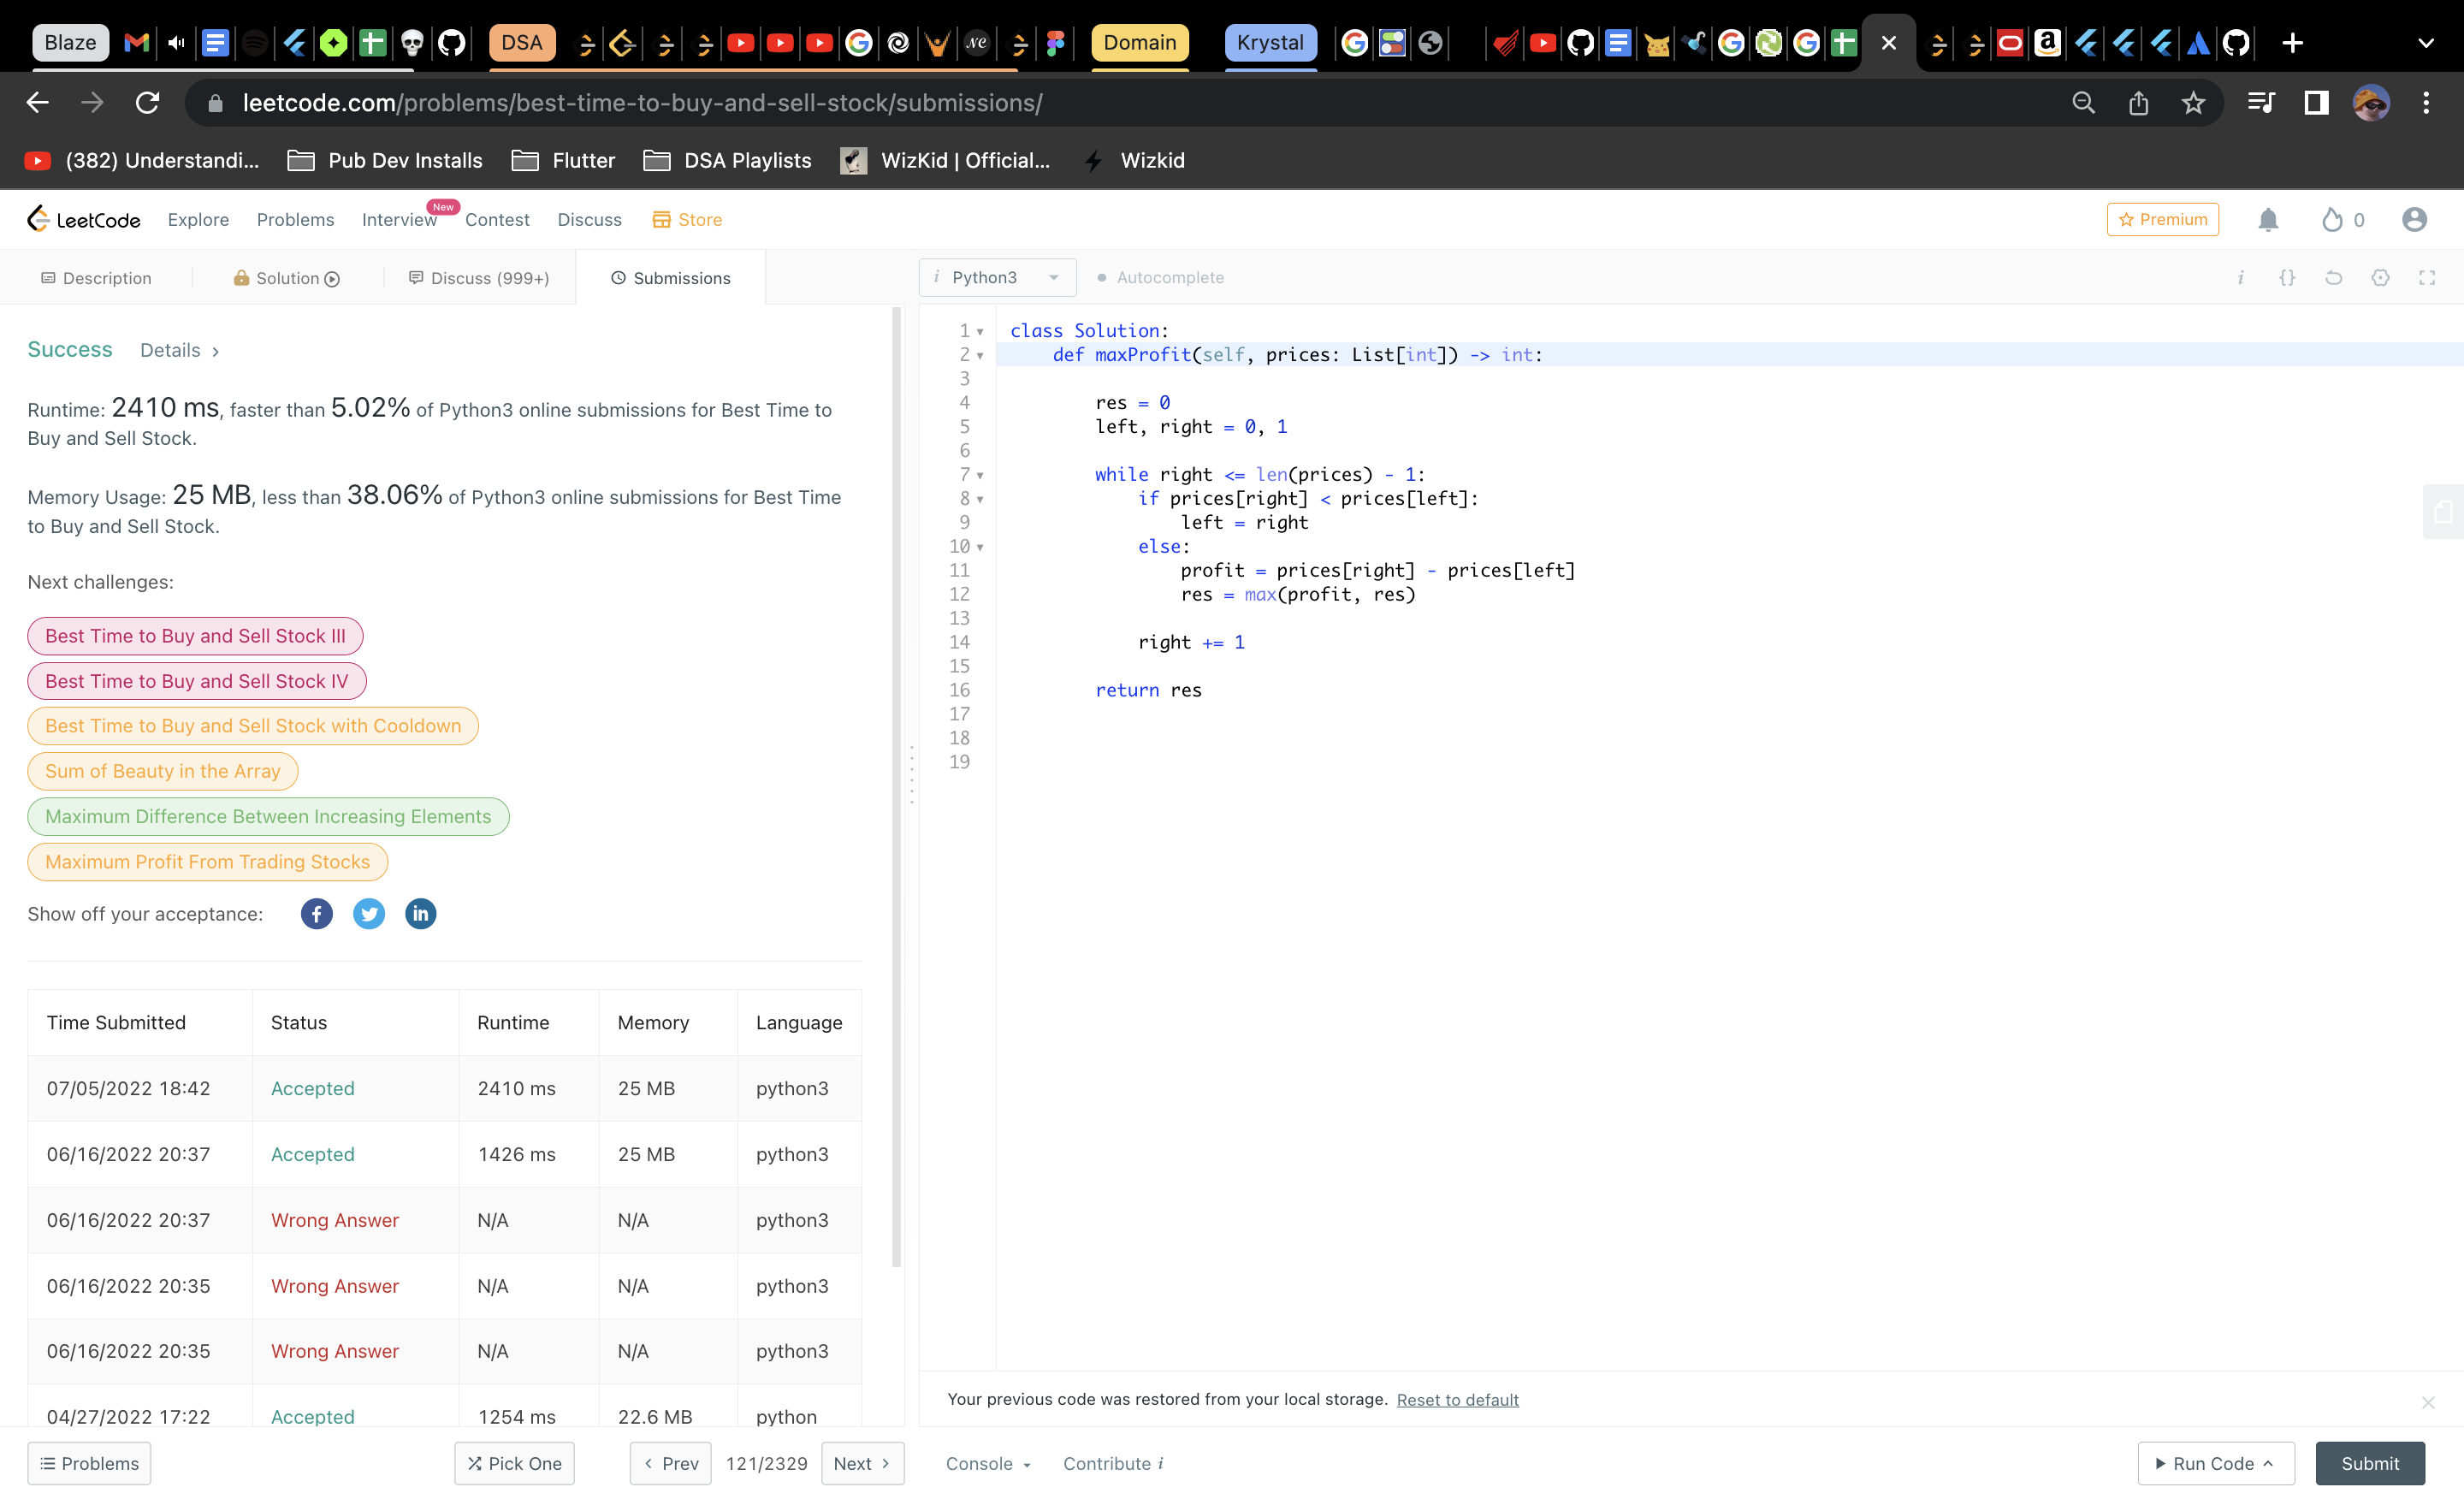 Blaze
DSA
Domain
Krystal
leetcode.com/problems/best-time-to-buy-and-sell-stock/submissions/
(382) Understandi...
Pub Dev Installs
Flutter
DSA Playlists
WizKid | Official...
Wizkid
LeetCode
Explore
Problems
Interview
New
Contest
Discuss
Store
Premium
0
Description
Solution
Discuss (999+)
Submissions
i Python3
Autocomplete
i {}
Success
Details >
Runtime: 2410 ms, faster than 5.02% of Python3 online submissions for Best Time to
Buy and Sell Stock.
Memory Usage: 25 MB, less than 38.06% of Python3 online submissions for Best Time
to Buy and Sell Stock.
Next challenges:
Best Time to Buy and Sell Stock III
Best Time to Buy and Sell Stock IV
Best Time to Buy and Sell Stock with Cooldown
Sum of Beauty in the Array
Maximum Difference Between Increasing Elements
Maximum Profit From Trading Stocks
Show off your acceptance:
Time Submitted Status Runtime Memory Language
07/05/2022 18:42 Accepted 2410 ms 25 MB python3
06/16/2022 20:37 Accepted 1426 ms 25 MB python3
06/16/2022 20:37 Wrong Answer N/A N/A python3
06/16/2022 20:35 Wrong Answer N/A N/A python3
06/16/2022 20:35 Wrong Answer N/A N/A python3
04/27/2022 17:22 Accepted 1254 ms 22.6 MB python
1 class Solution:
2     def maxProfit(self, prices: List[int]) -> int:
3
4         res = 0
5         left, right = 0, 1
6
7         while right <= len(prices) - 1:
8             if prices[right] < prices[left]:
9                 left = right
10             else:
11                 profit = prices[right] - prices[left]
12                 res = max(profit, res)
13
14             right += 1
15
16         return res
17
18
19
Your previous code was restored from your local storage. Reset to default
Problems
Pick One
< Prev
121/2329
Next >
Console
Contribute i
Run Code
Submit